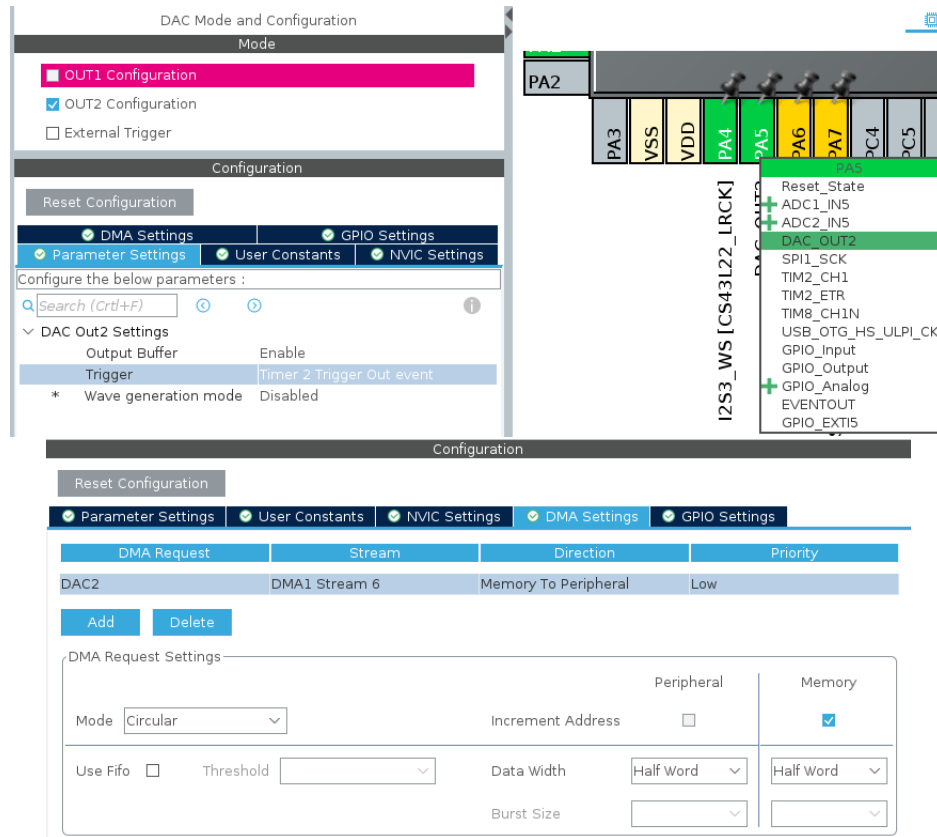 DAC Mode and Configuration
Mode
OUT1 Configuration
OUT2 Configuration
External Trigger
Configuration
Reset Configuration
DMA Settings
GPIO Settings
Parameter Settings
User Constants
NVIC Settings
Configure the below parameters :
Search (Crtl+F)
DAC Out2 Settings
Output Buffer Enable
Trigger Timer 2 Trigger Out event
* Wave generation mode Disabled
PA2
PA3
VSS
VDD
PA4
PA5
PA6
PA7
PC4
PC5
I2S3_WS [CS43L22_LRCK]
PA5
Reset_State
ADC1_IN5
ADC2_IN5
DAC_OUT2
SPI1_SCK
TIM2_CH1
TIM2_ETR
TIM8_CH1N
USB_OTG_HS_ULPI_CK
GPIO_Input
GPIO_Output
GPIO_Analog
EVENTOUT
GPIO_EXTI5
Configuration
Reset Configuration
Parameter Settings
User Constants
NVIC Settings
DMA Settings
GPIO Settings
DMA Request Stream Direction Priority
DAC2 DMA1 Stream 6 Memory To Peripheral Low
Add Delete
DMA Request Settings
Peripheral Memory
Mode Circular Increment Address
Use Fifo Threshold Data Width Half Word Half Word
Burst Size